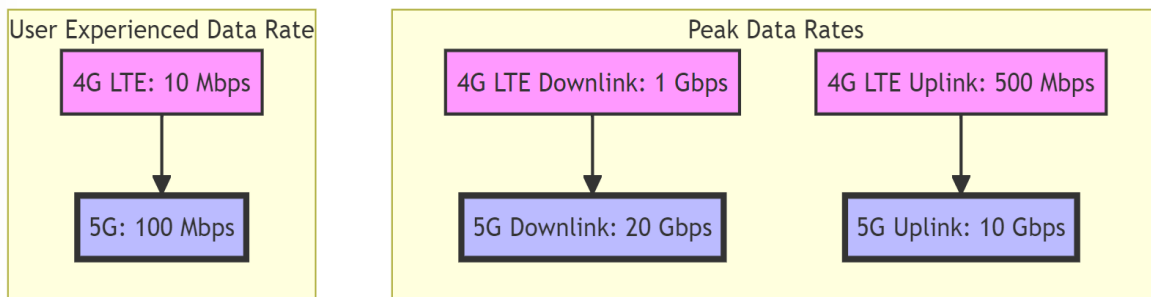 User Experienced Data Rate
4G LTE: 10 Mbps
5G: 100 Mbps
Peak Data Rates
4G LTE Downlink: 1 Gbps
4G LTE Uplink: 500 Mbps
5G Downlink: 20 Gbps
5G Uplink: 10 Gbps